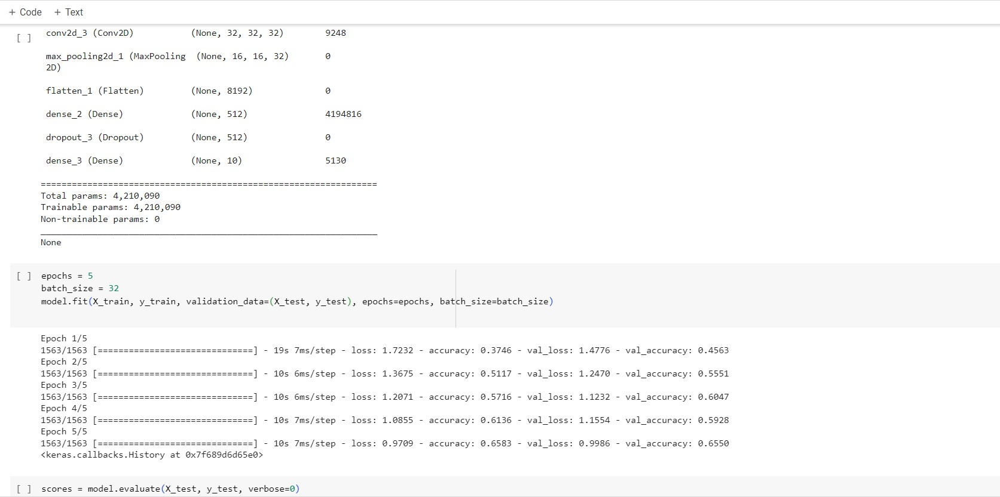 + Code + Text
[ ] conv2d_3 (Conv2D) (None, 32, 32, 32) 9248
max_pooling2d_1 (MaxPooling (None, 16, 16, 32) 0
2D)
flatten_1 (Flatten) (None, 8192) 0
dense_2 (Dense) (None, 512) 4194816
dropout_3 (Dropout) (None, 512) 0
dense_3 (Dense) (None, 10) 5130
=================================================================
Total params: 4,210,090
Trainable params: 4,210,090
Non-trainable params: 0
_________________________________________________________________
None
[ ] epochs = 5
batch_size = 32
model.fit(X_train, y_train, validation_data=(X_test, y_test), epochs=epochs, batch_size=batch_size)
Epoch 1/5
1563/1563 [==============================] - 19s 7ms/step - loss: 1.7232 - accuracy: 0.3746 - val_loss: 1.4776 - val_accuracy: 0.4563
Epoch 2/5
1563/1563 [==============================] - 10s 6ms/step - loss: 1.3675 - accuracy: 0.5117 - val_loss: 1.2470 - val_accuracy: 0.5551
Epoch 3/5
1563/1563 [==============================] - 10s 6ms/step - loss: 1.2071 - accuracy: 0.5716 - val_loss: 1.1232 - val_accuracy: 0.6047
Epoch 4/5
1563/1563 [==============================] - 10s 7ms/step - loss: 1.0855 - accuracy: 0.6136 - val_loss: 1.1554 - val_accuracy: 0.5928
Epoch 5/5
1563/1563 [==============================] - 10s 7ms/step - loss: 0.9709 - accuracy: 0.6583 - val_loss: 0.9986 - val_accuracy: 0.6550
<keras.callbacks.History at 0x7f689d6d65e0>
[ ] scores = model.evaluate(X_test, y_test, verbose=0)